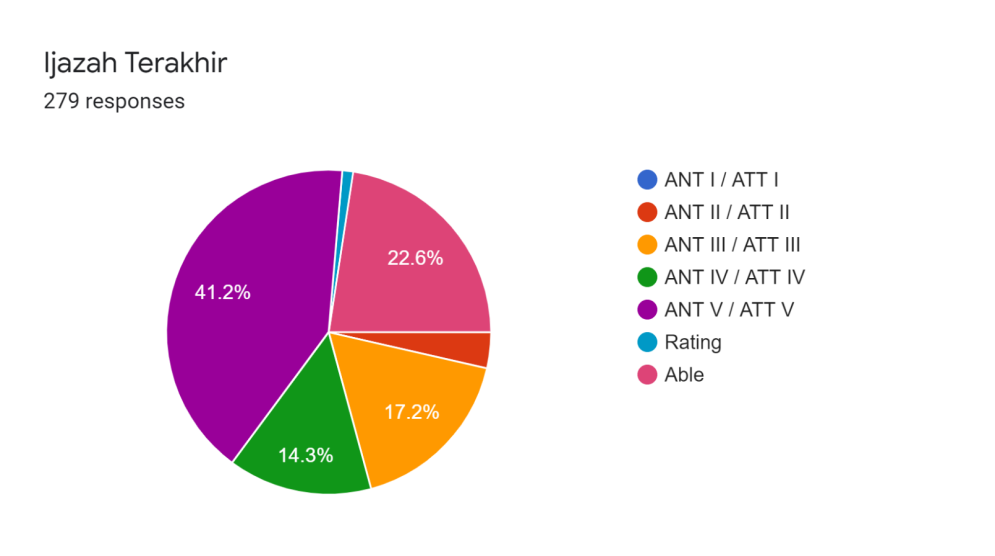 Ijazah Terakhir
279 responses
22.6%
41.2%
17.2%
14.3%
ANT I / ATT I
ANT II / ATT II
ANT III / ATT III
ANT IV / ATT IV
ANT V / ATT V
Rating
Able